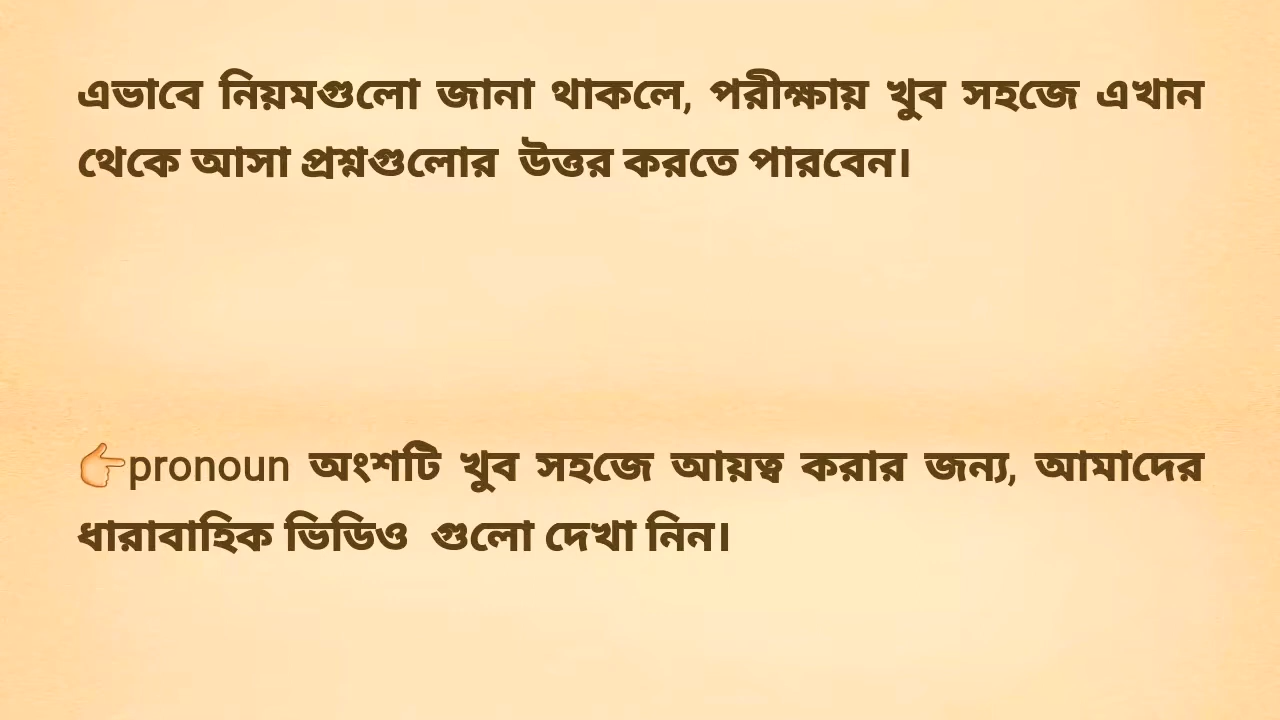 এভাবে নিয়মগুলো জানা থাকলে, পরীক্ষায় খুব সহজে এখান
থেকে আসা প্রশ্নগুলোর উত্তর করতে পারবেন।
👉pronoun অংশটি খুব সহজে আয়ত্ব করার জন্য, আমাদের
ধারাবাহিক ভিডিও গুলো দেখা নিন।